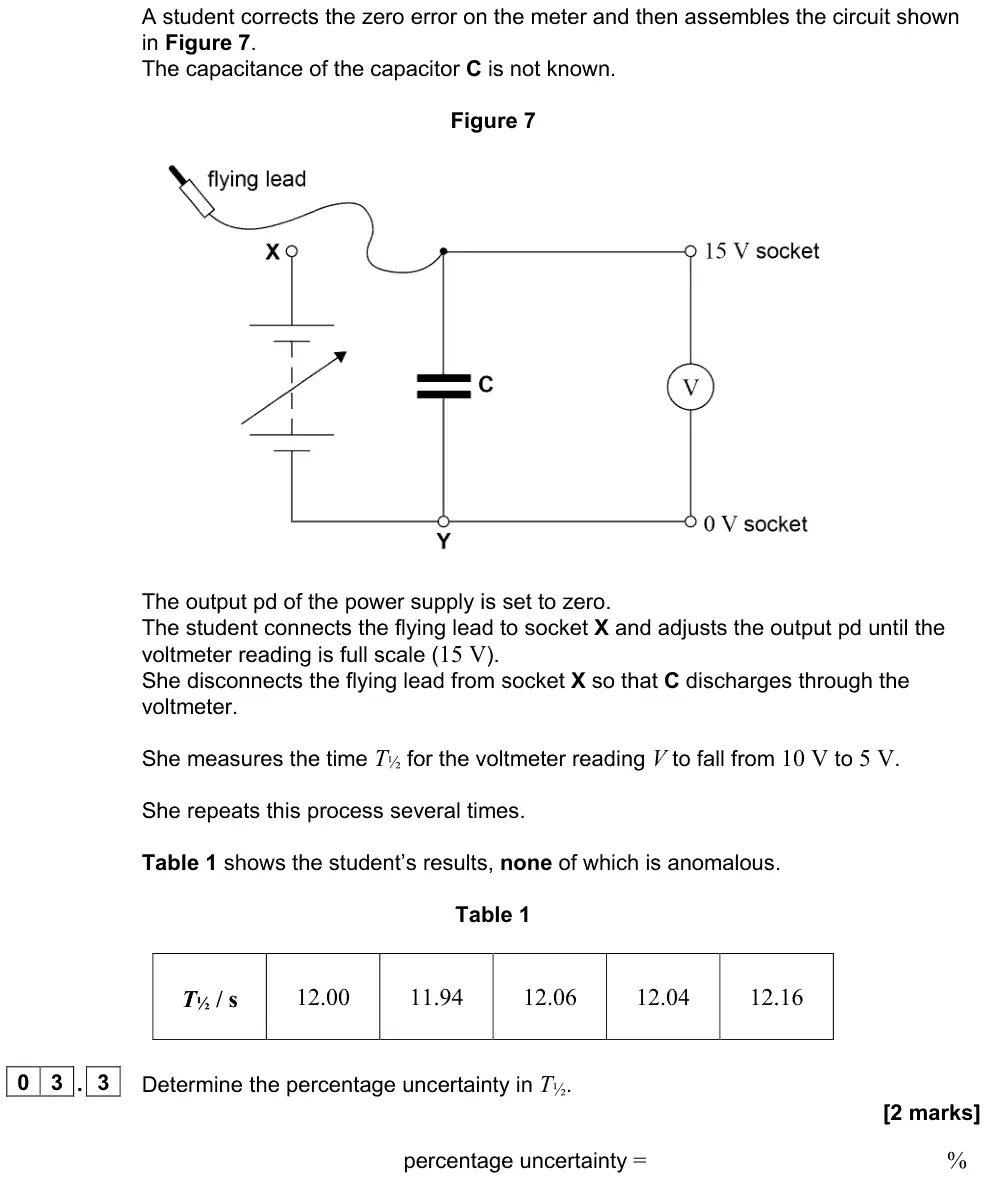 A student corrects the zero error on the meter and then assembles the circuit shown
in Figure 7.
The capacitance of the capacitor C is not known.
Figure 7
flying lead
X
15 V socket
C
V
0 V socket
Y
The output pd of the power supply is set to zero.
The student connects the flying lead to socket X and adjusts the output pd until the
voltmeter reading is full scale (15 V).
She disconnects the flying lead from socket X so that C discharges through the
voltmeter.
She measures the time T½ for the voltmeter reading V to fall from 10 V to 5 V.
She repeats this process several times.
Table 1 shows the student’s results, none of which is anomalous.
Table 1
T½ / s 12.00 11.94 12.06 12.04 12.16
0 3 . 3 Determine the percentage uncertainty in T½.
[2 marks]
percentage uncertainty = %